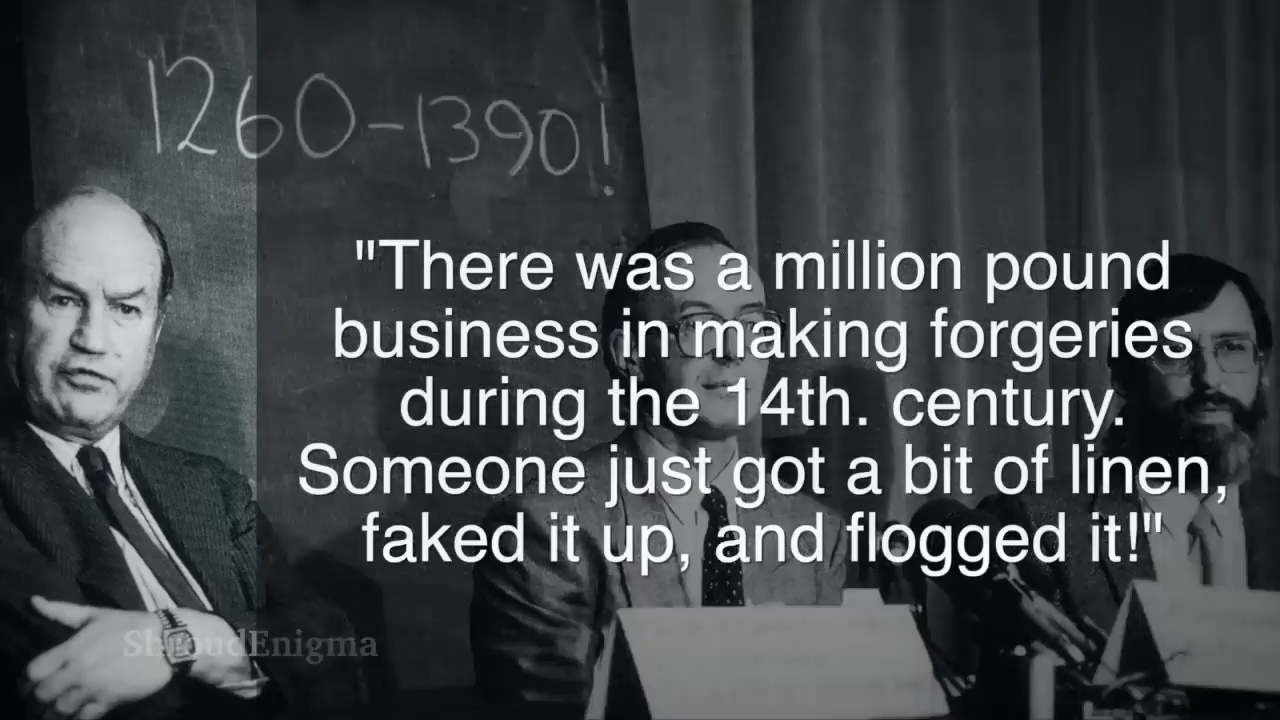 1260-1390!
"There was a million pound
business in making forgeries
during the 14th. century.
Someone just got a bit of linen,
faked it up, and flogged it!"
ShroudEnigma